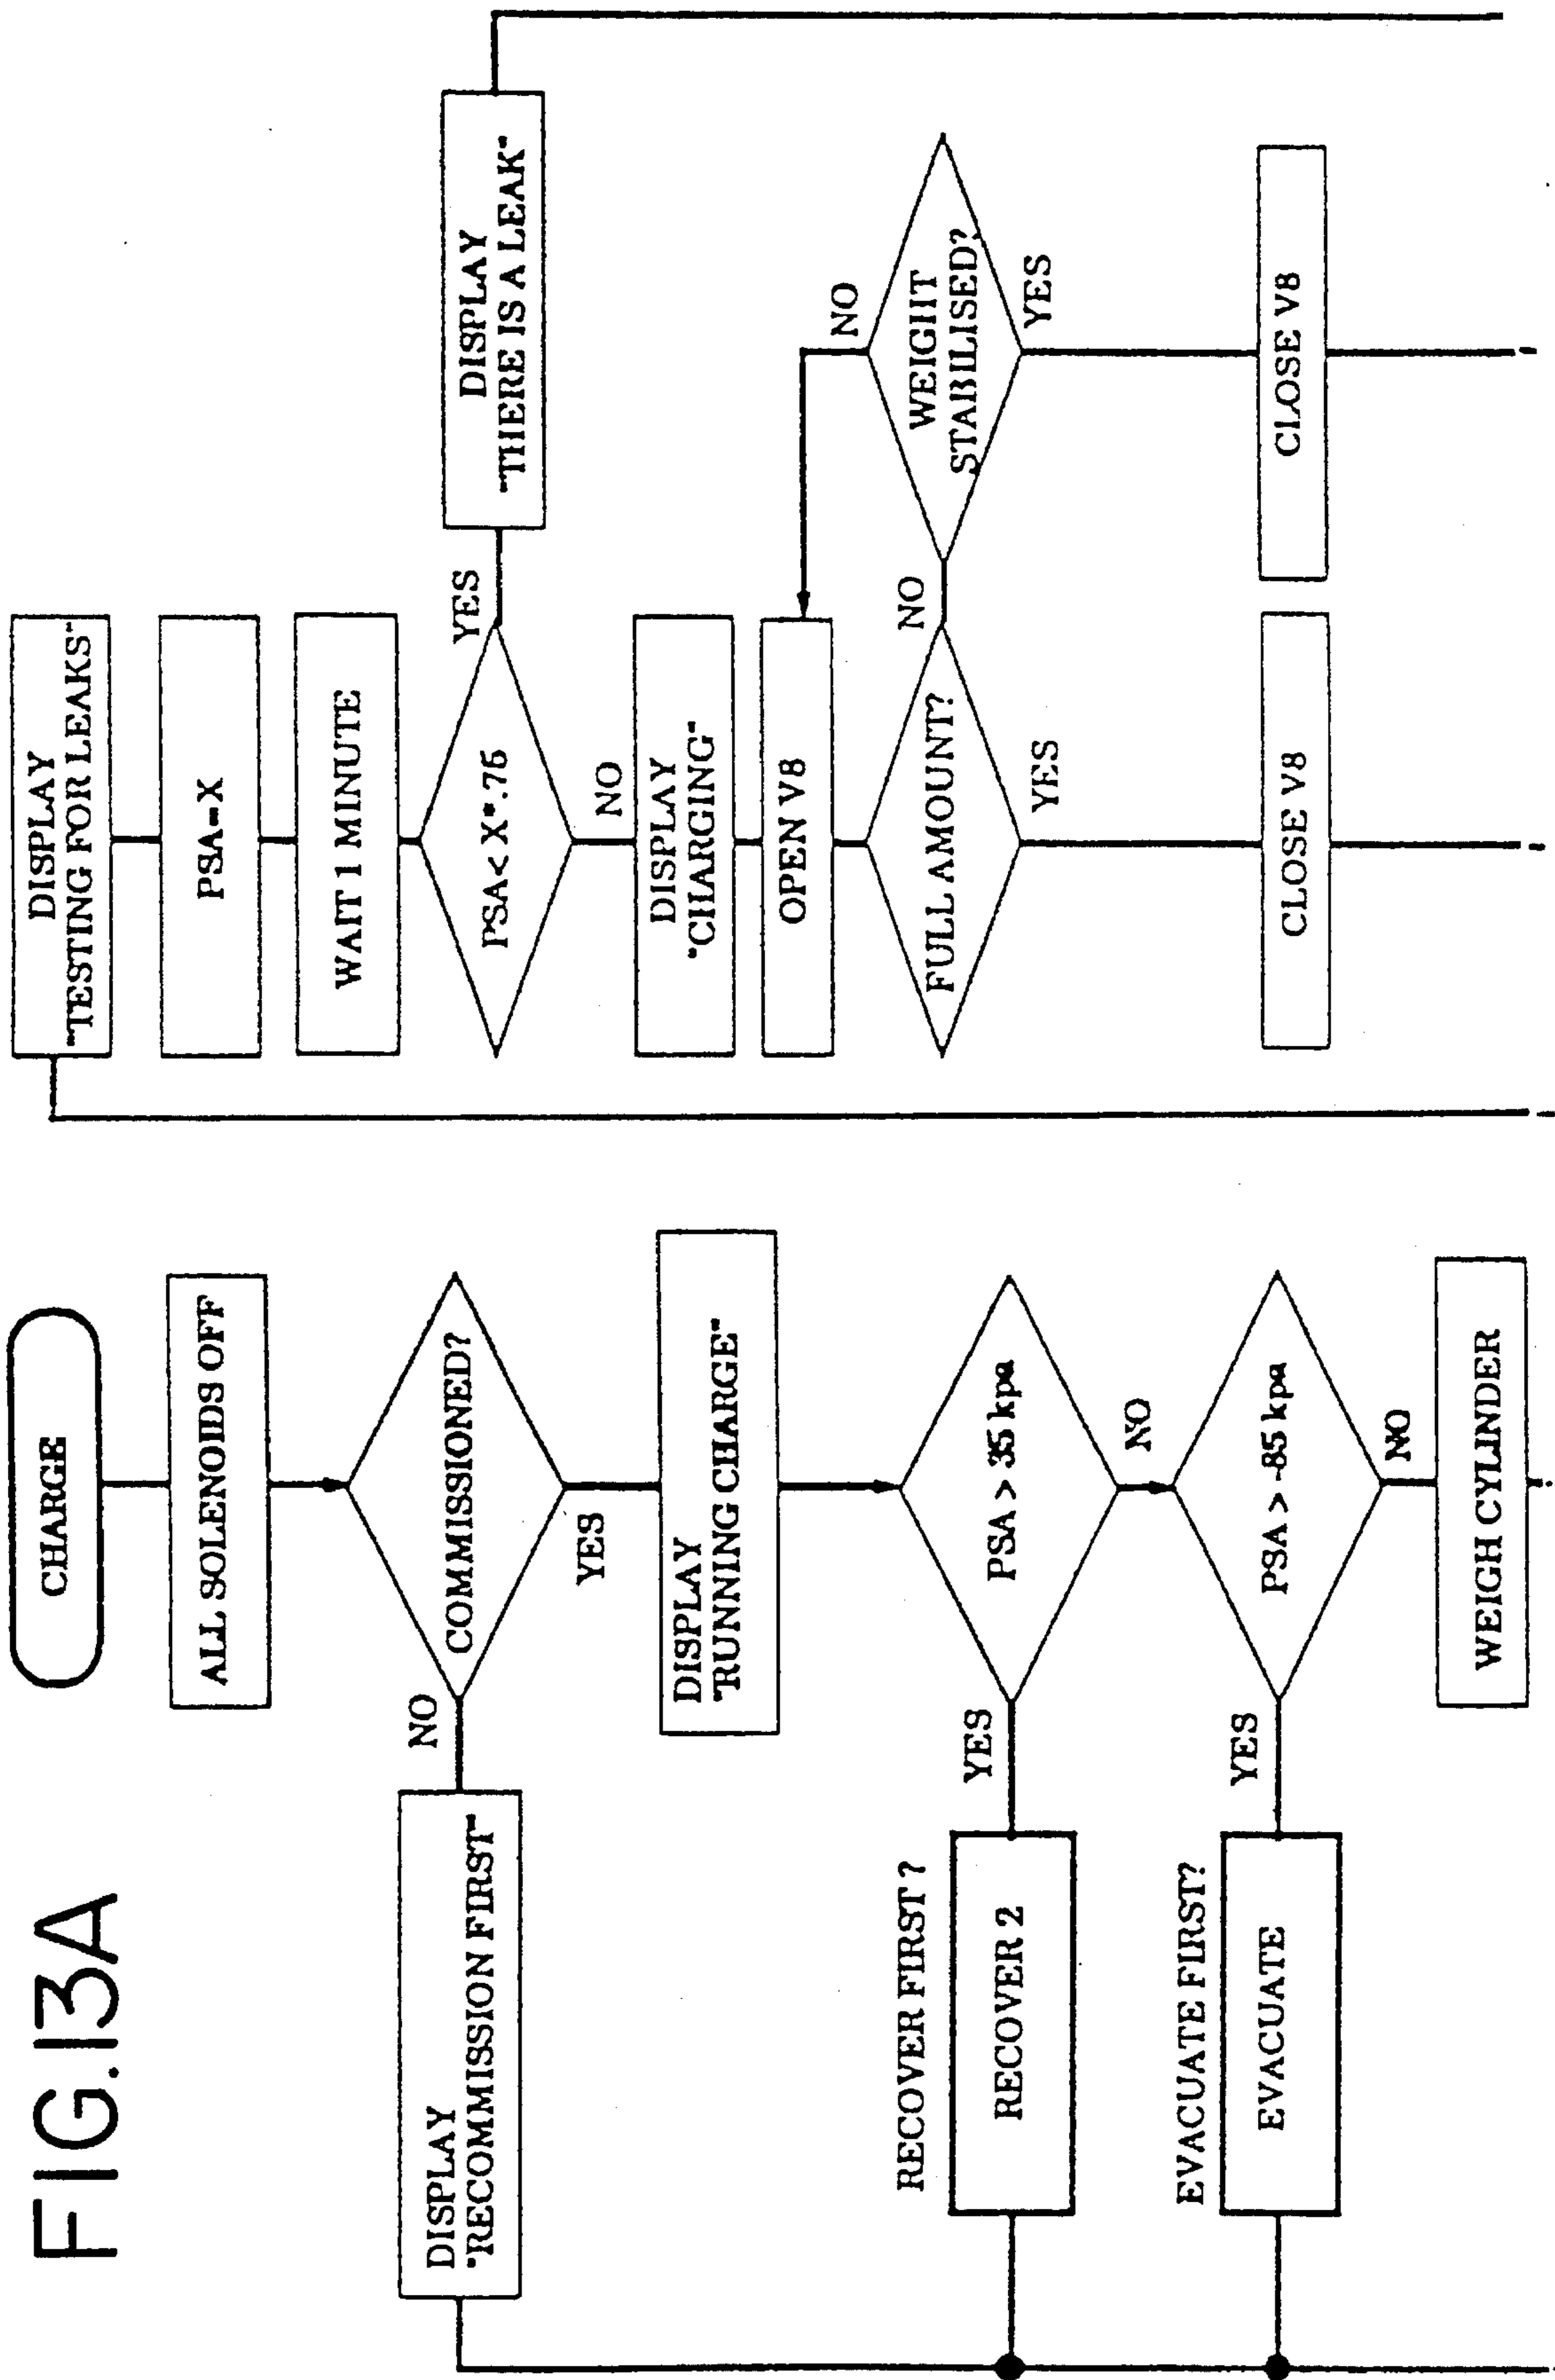 FIG.13A
CHARGE
ALL SOLENOIDS OFF
COMMISSIONED?
NO
DISPLAY
"RECOMMISSION FIRST"
YES
DISPLAY
"RUNNING CHARGE"
PSA > 35 kpa
YES
RECOVER FIRST?
RECOVER 2
NO
PSA > -85 kpa
YES
EVACUATE FIRST?
EVACUATE
NO
WEIGH CYLINDER
DISPLAY
"TESTING FOR LEAKS"
PSA=X
WAIT 1 MINUTE
PSA< X*.75
YES
DISPLAY
"THERE IS A LEAK"
NO
DISPLAY
"CHARGING"
OPEN V8
FULL AMOUNT?
NO
WEIGHT
STABILISED?
NO
YES
YES
CLOSE V8
CLOSE V8